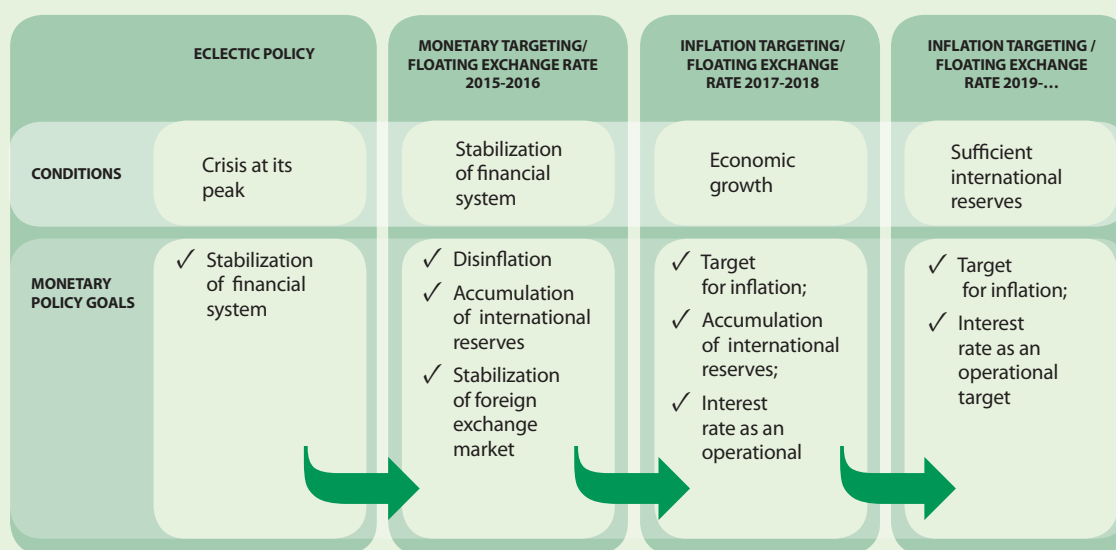 ECLECTIC POLICY
MONETARY TARGETING/
FLOATING EXCHANGE RATE
2015-2016
INFLATION TARGETING/
FLOATING EXCHANGE
RATE 2017-2018
INFLATION TARGETING /
FLOATING EXCHANGE
RATE 2019-...
CONDITIONS
Crisis at its
peak
Stabilization
of financial
system
Economic
growth
Sufficient
international
reserves
MONETARY
POLICY GOALS
✓ Stabilization
of financial
system
✓ Disinflation
✓ Accumulation
of international
reserves
✓ Stabilization
of foreign
exchange
market
✓ Target
for inflation;
✓ Accumulation
of international
reserves;
✓ Interest
rate as an
operational
✓ Target
for inflation;
✓ Interest
rate as an
operational
target